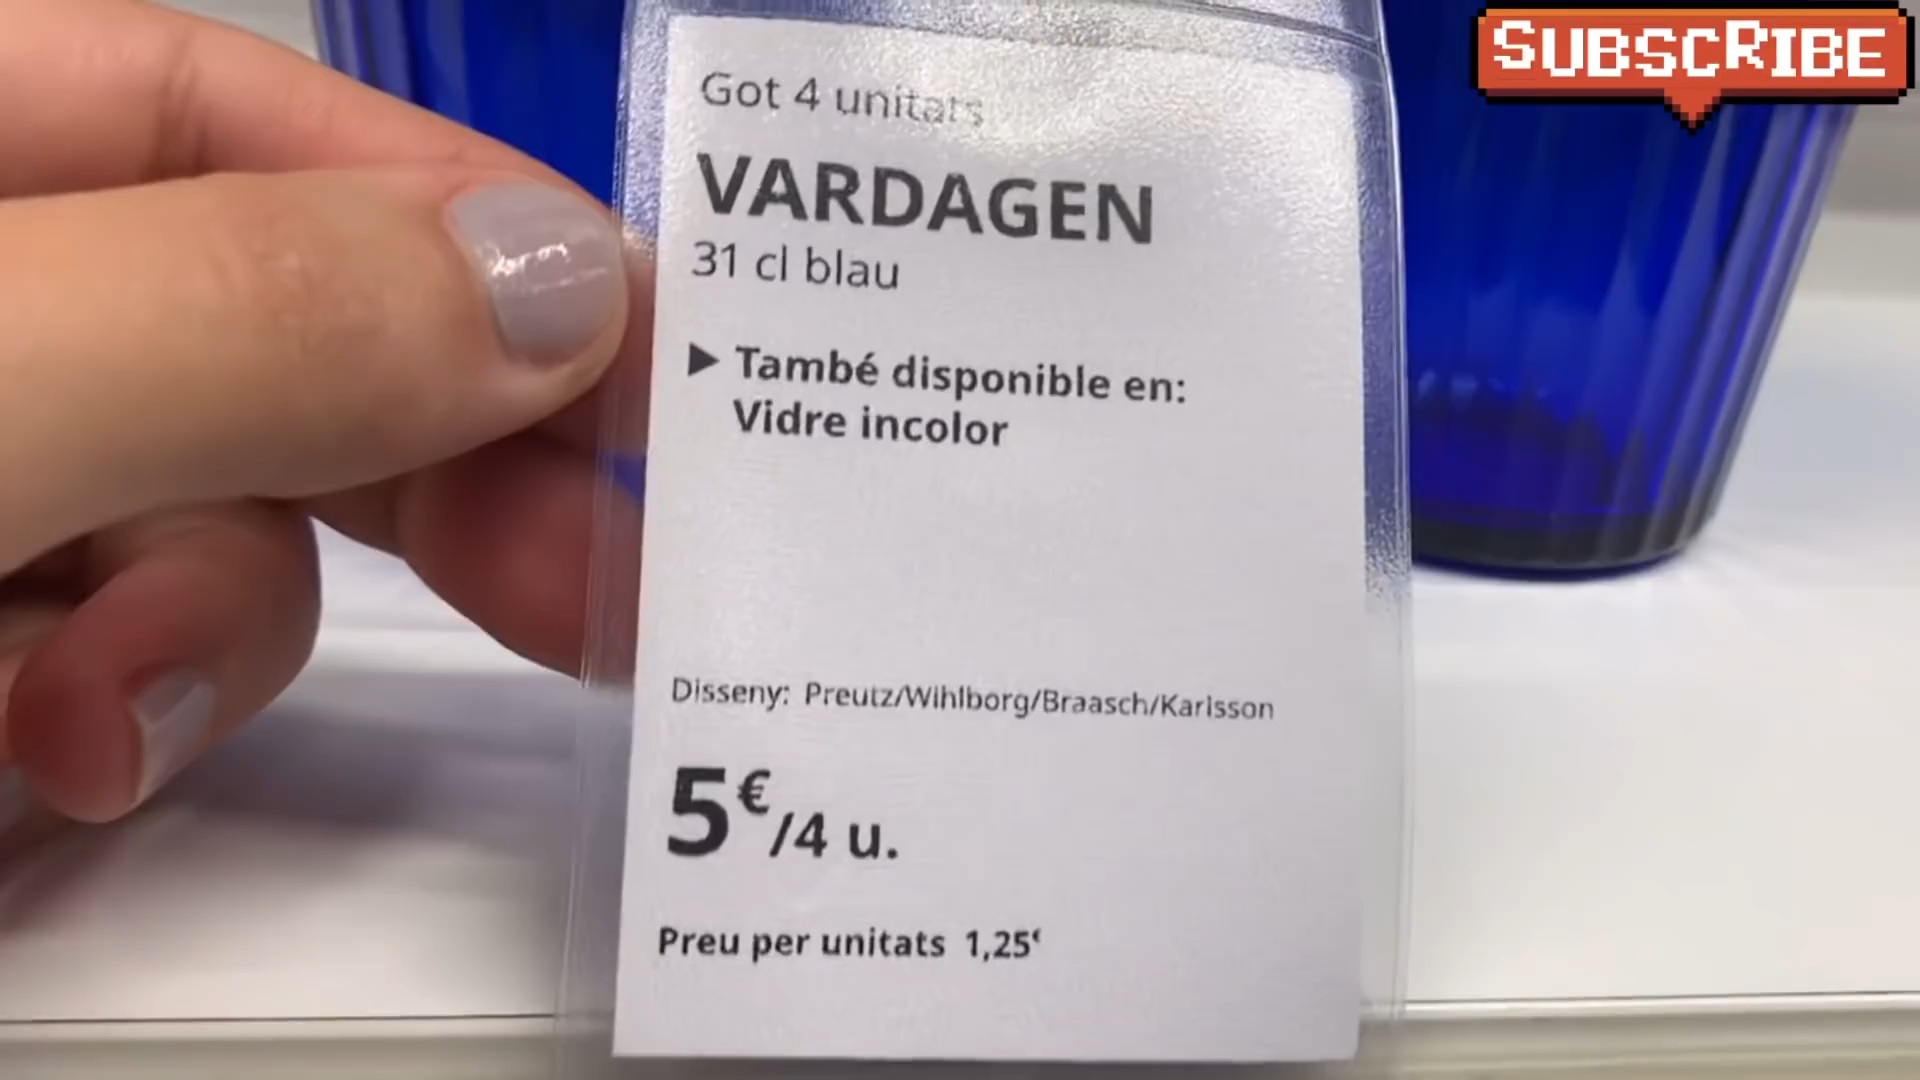 SUBSCRIBE
Got 4 unitats
VARDAGEN
31 cl blau
▶ També disponible en:
Vidre incolor
Disseny: Preutz/Wihlborg/Braasch/Karlsson
5€/4 u.
Preu per unitats 1,25€